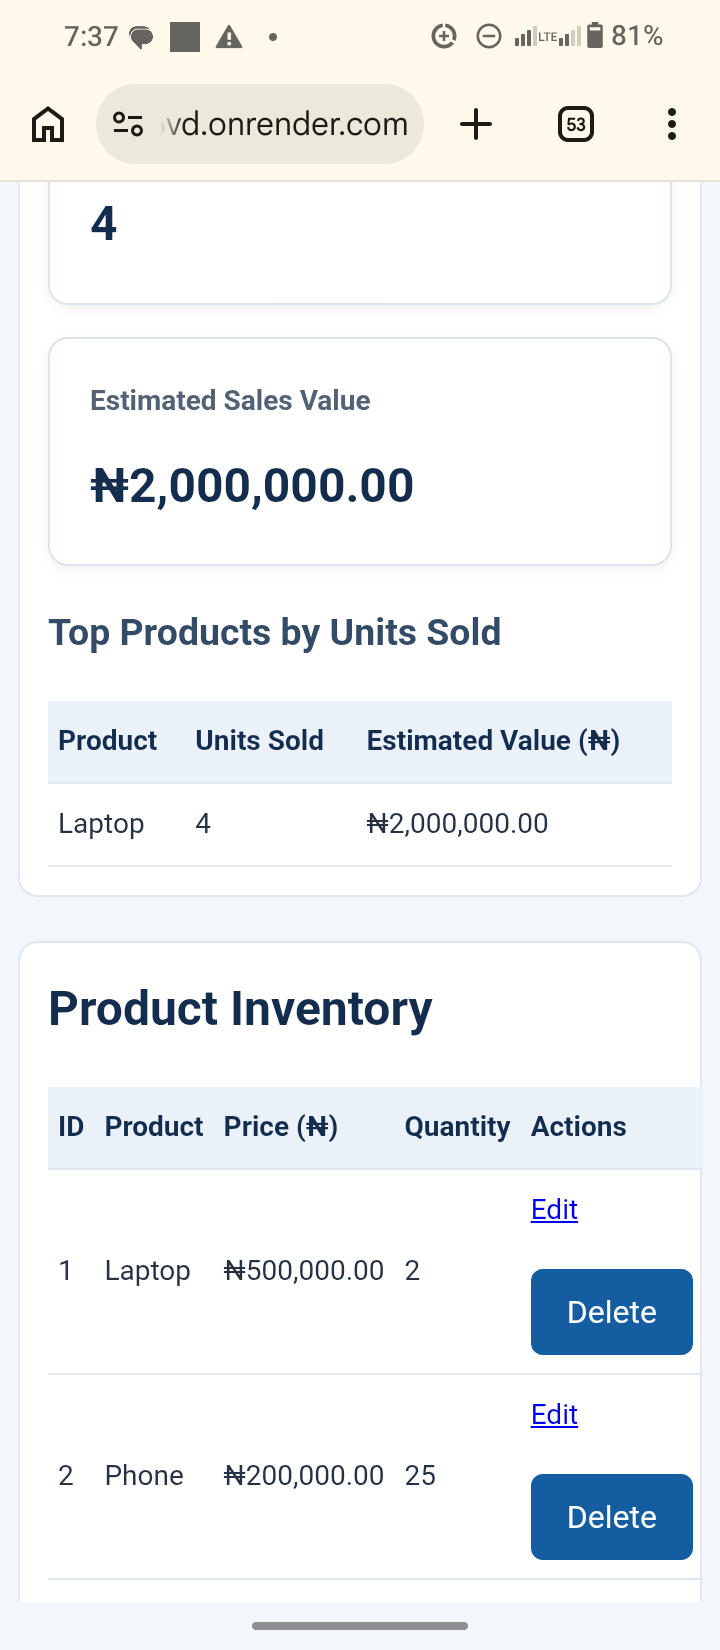 7:37
LTE
81%
vd.onrender.com
53
4
Estimated Sales Value
₦2,000,000.00
Top Products by Units Sold
Product Units Sold Estimated Value (₦)
Laptop 4 ₦2,000,000.00
Product Inventory
ID Product Price (₦) Quantity Actions
1 Laptop ₦500,000.00 2 Edit
Delete
2 Phone ₦200,000.00 25 Edit
Delete